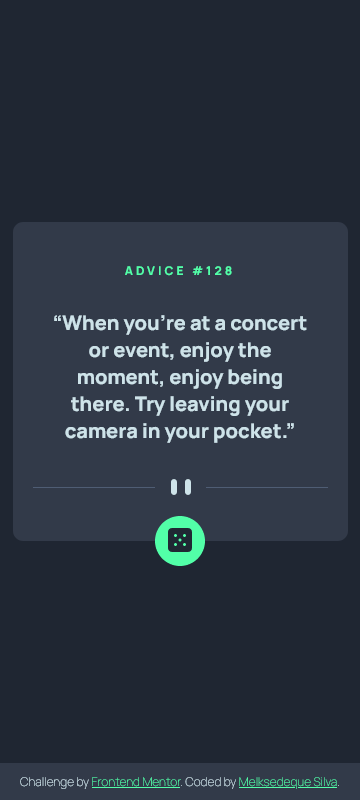 ADVICE #128
“When you’re at a concert
or event, enjoy the
moment, enjoy being
there. Try leaving your
camera in your pocket.”
Challenge by Frontend Mentor. Coded by Melksedeque Silva.